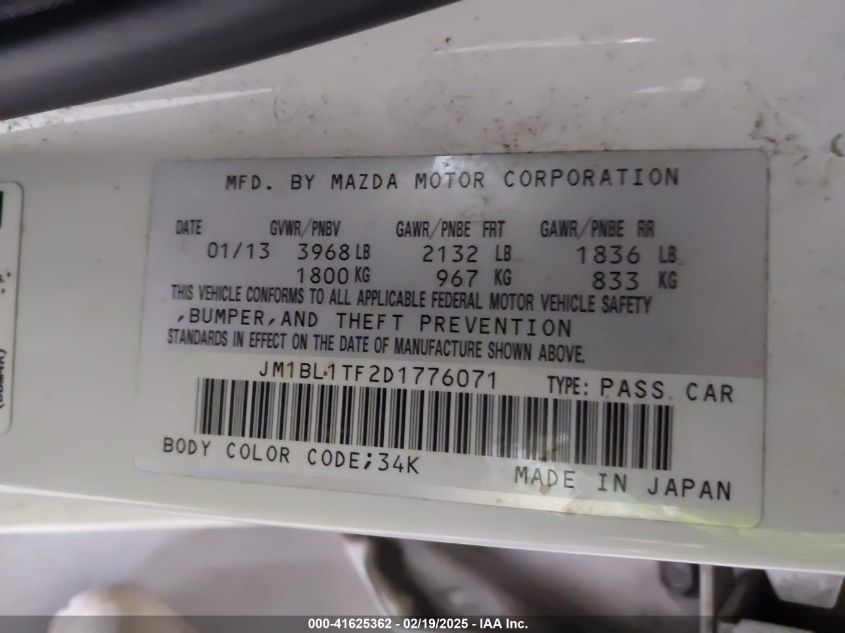 MFD. BY MAZDA MOTOR CORPORATION
DATE GVWR/PNBV GAWR/PNBE FRT GAWR/PNBE RR
01/13 3968 LB 2132 LB 1836 LB
1800 KG 967 KG 833 KG
THIS VEHICLE CONFORMS TO ALL APPLICABLE FEDERAL MOTOR VEHICLE SAFETY
,BUMPER,AND THEFT PREVENTION
STANDARDS IN EFFECT ON THE DATE OF MANUFACTURE SHOWN ABOVE.
JM1BL1TF2D1776071 TYPE: PASS. CAR
BODY COLOR CODE;34K
MADE IN JAPAN
000-41625362 - 02/19/2025 - IAA Inc.